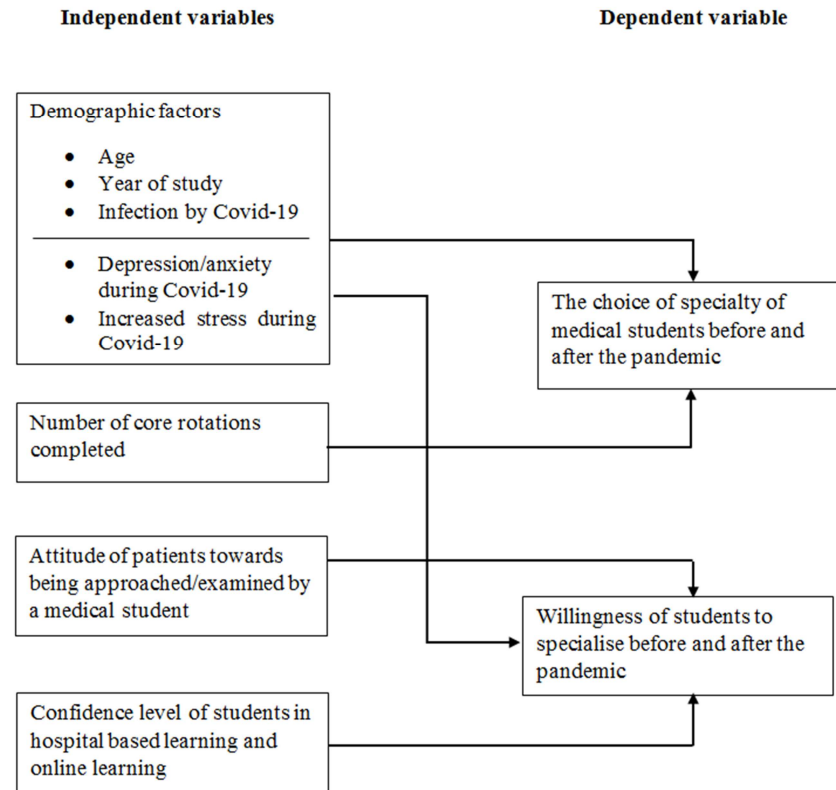 Independent variables
Dependent variable
Demographic factors
• Age
• Year of study
• Infection by Covid-19
• Depression/anxiety
during Covid-19
• Increased stress during
Covid-19
The choice of specialty of
medical students before and
after the pandemic
Number of core rotations
completed
Attitude of patients towards
being approached/examined by
a medical student
Willingness of students to
specialise before and after the
pandemic
Confidence level of students in
hospital based learning and
online learning